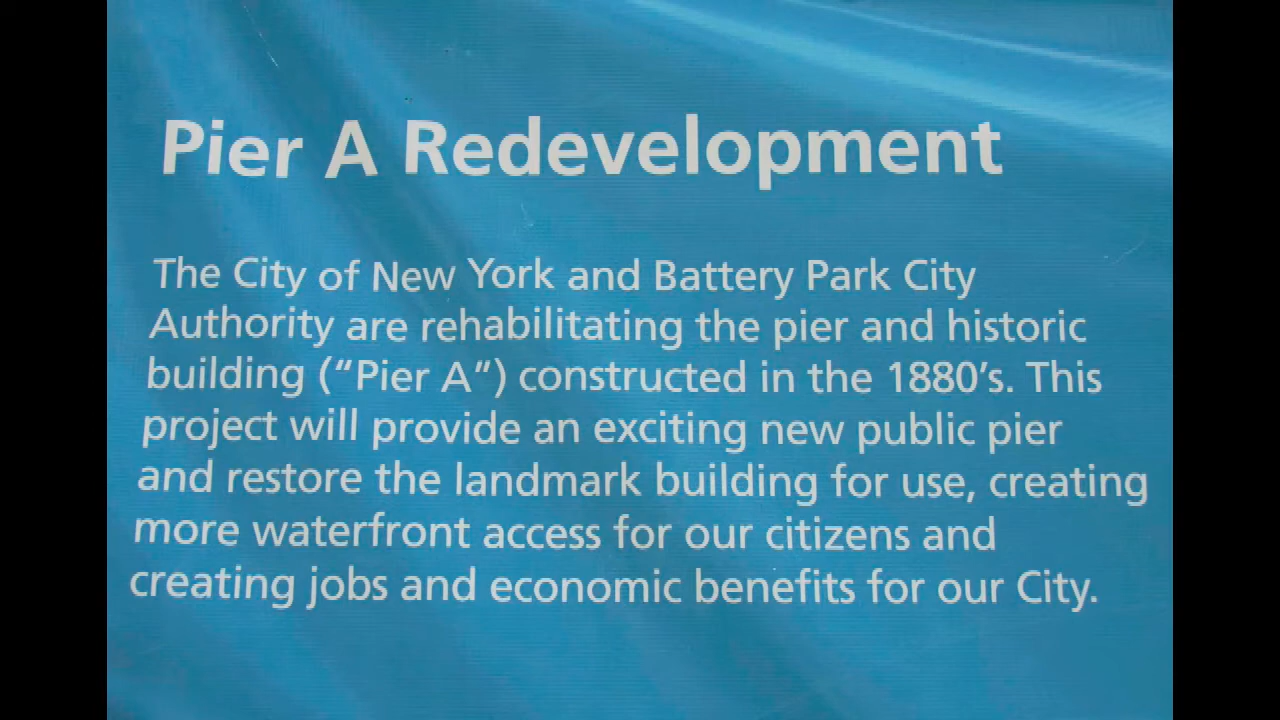 Pier A Redevelopment
The City of New York and Battery Park City
Authority are rehabilitating the pier and historic
building (“Pier A”) constructed in the 1880’s. This
project will provide an exciting new public pier
and restore the landmark building for use, creating
more waterfront access for our citizens and
creating jobs and economic benefits for our City.